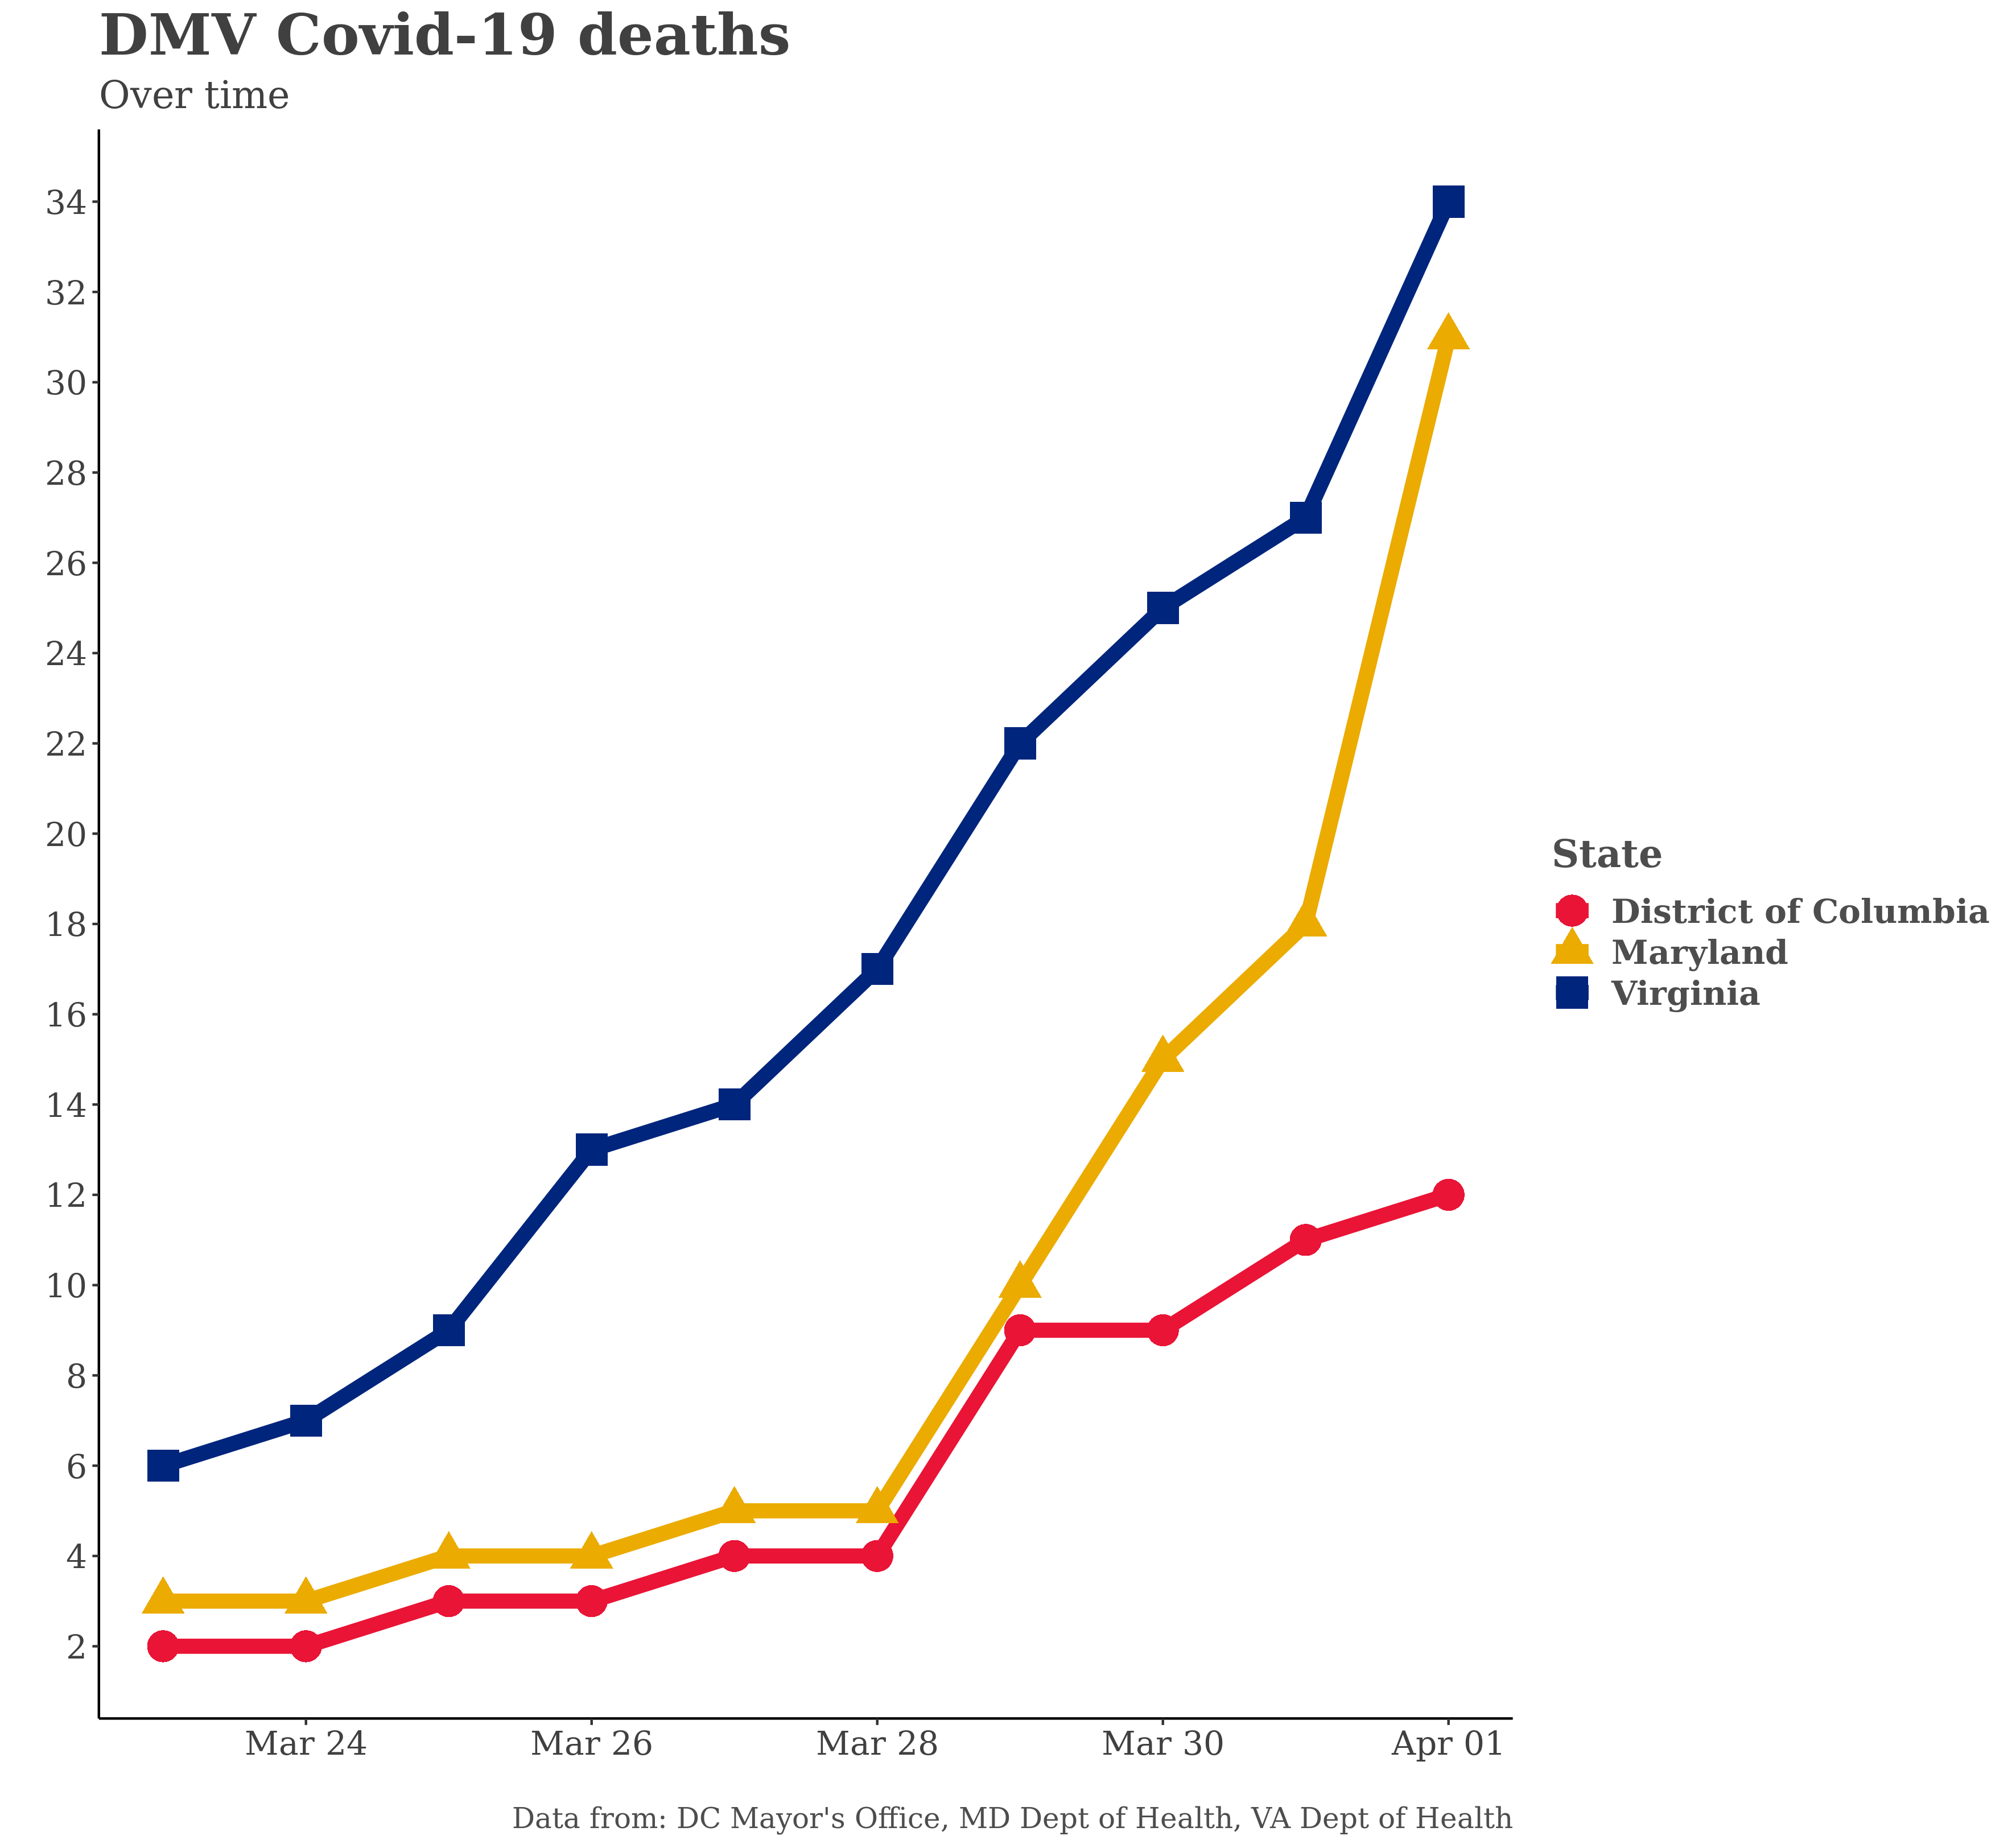 DMV Covid-19 deaths
Over time
34
32
30
28
26
24
22
20
18
16
14
12
10
8
6
4
2
Mar 24 Mar 26 Mar 28 Mar 30 Apr 01
State
District of Columbia
Maryland
Virginia
Data from: DC Mayor's Office, MD Dept of Health, VA Dept of Health